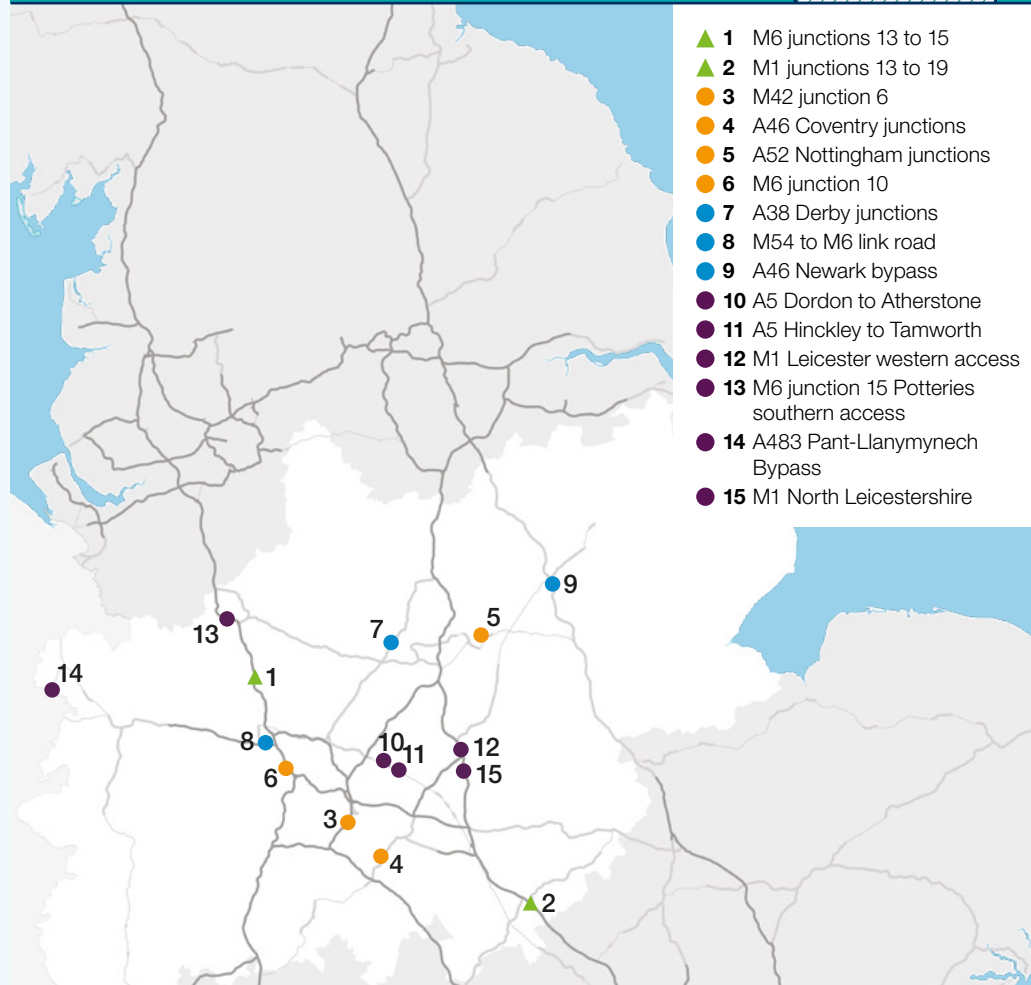 1 M6 junctions 13 to 15
2 M1 junctions 13 to 19
3 M42 junction 6
4 A46 Coventry junctions
5 A52 Nottingham junctions
6 M6 junction 10
7 A38 Derby junctions
8 M54 to M6 link road
9 A46 Newark bypass
10 A5 Dordon to Atherstone
11 A5 Hinckley to Tamworth
12 M1 Leicester western access
13 M6 junction 15 Potteries
southern access
14 A483 Pant-Llanymynech
Bypass
15 M1 North Leicestershire
9
5
7
13
14
1
8
10
11
12
6
15
3
4
2